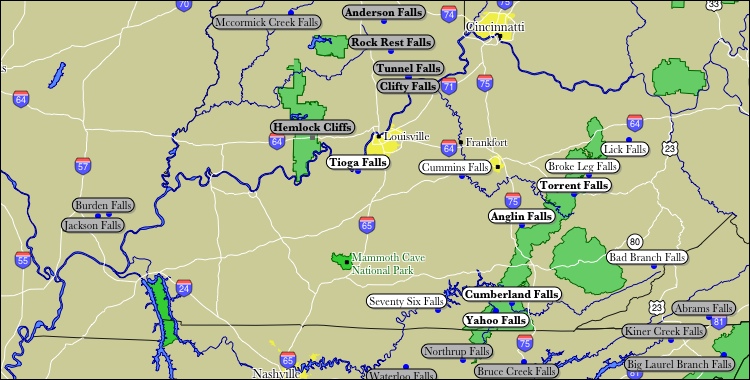 70
Mccormick Creek Falls
Anderson Falls
74
75
33
Cincinnati
Rock Rest Falls
Tunnel Falls
Clifty Falls
71
75
64
Hemlock Cliffs
64
Louisville
64
Frankfort
64
Lick Falls
23
57
Tioga Falls
Cummins Falls
Broke Leg Falls
Torrent Falls
75
Burden Falls
Jackson Falls
Anglin Falls
65
80
55
Mammoth Cave
National Park
Bad Branch Falls
24
Seventy Six Falls
Cumberland Falls
23
Abrams Falls
Yahoo Falls
81
Kiner Creek Falls
75
65
Northrup Falls
Big Laurel Branch Falls
Nashville
Waterloo Falls
Bruce Creek Falls
81